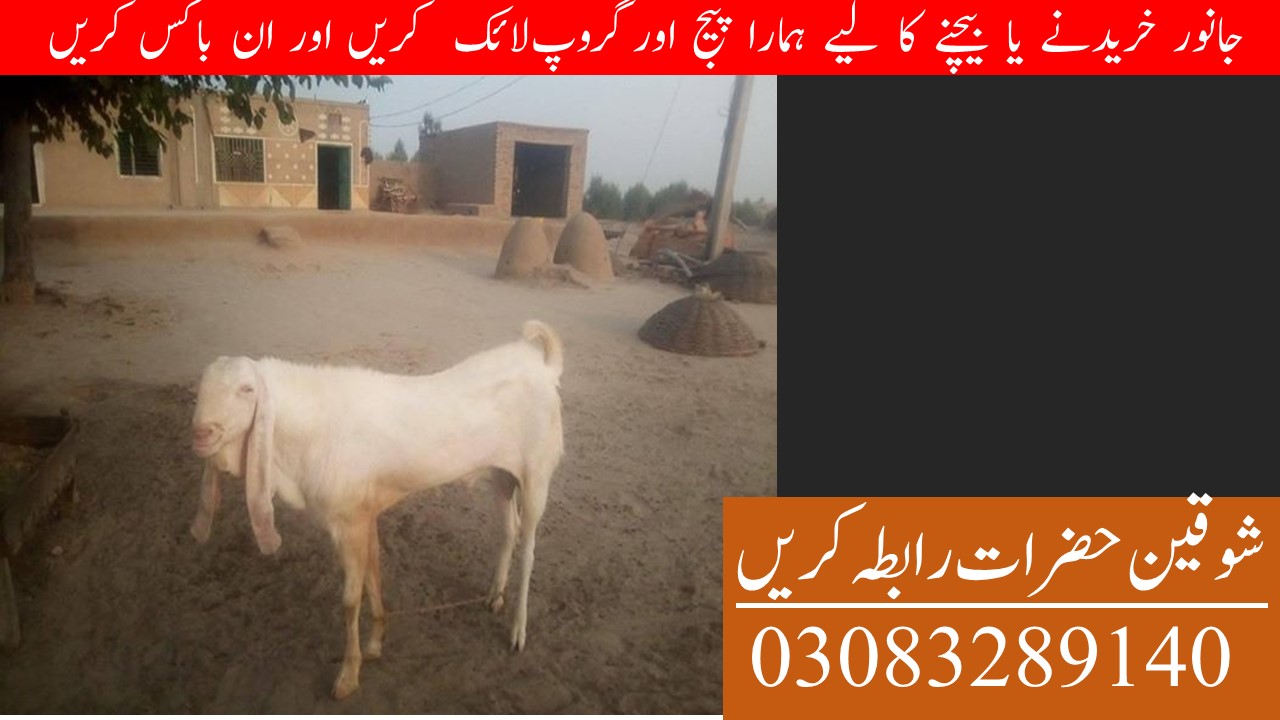 جانور خریدنے یا بیچنے کا لیے ہمارا پیج اور گروپ لائک کریں اور ان باکس کریں
شوقین حضرات رابطہ کریں
03083289140